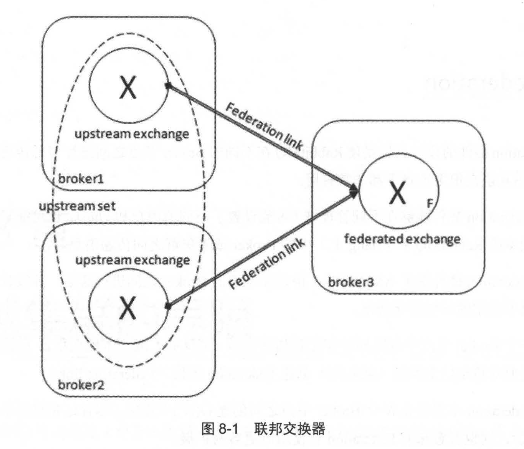 X
upstream exchange
broker1
Federation link
upstream set
X
F
federated exchange
broker3
upstream exchange
X
Federation link
broker2
图 8-1 联邦交换器